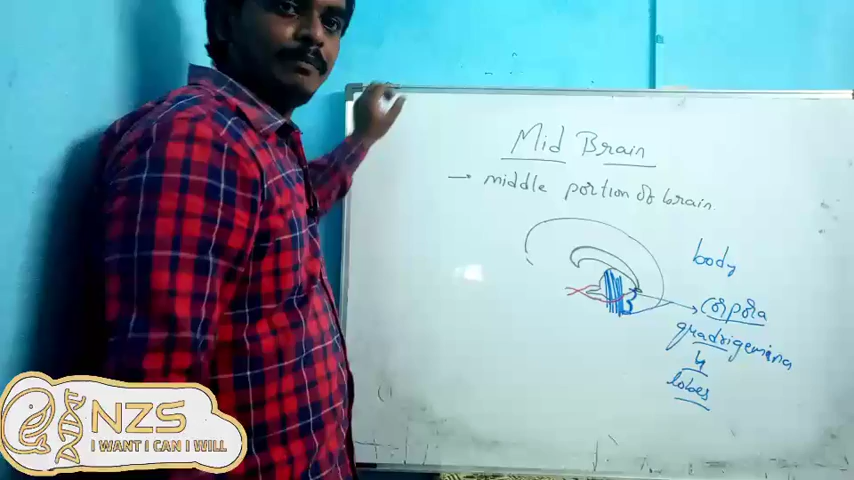 Mid Brain
→ middle portion of brain.
body
corpora
quadrigemina
4
lobes
NZS
I WANT I CAN I WILL